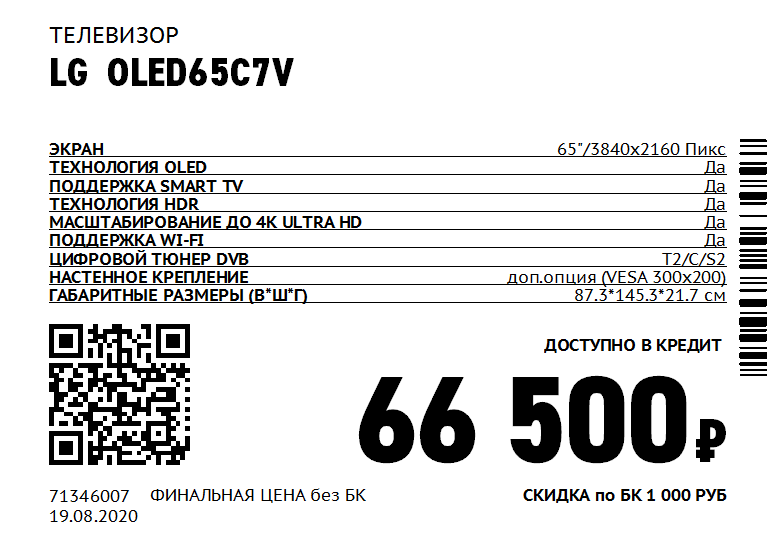 ТЕЛЕВИЗОР
LG OLED65C7V
ЭКРАН 65"/3840x2160 Пикс
ТЕХНОЛОГИЯ OLED Да
ПОДДЕРЖКА SMART TV Да
ТЕХНОЛОГИЯ HDR Да
МАСШТАБИРОВАНИЕ ДО 4K ULTRA HD Да
ПОДДЕРЖКА WI-FI Да
ЦИФРОВОЙ ТЮНЕР DVB T2/C/S2
НАСТЕННОЕ КРЕПЛЕНИЕ доп.опция (VESA 300x200)
ГАБАРИТНЫЕ РАЗМЕРЫ (В*Ш*Г) 87.3*145.3*21.7 см
ДОСТУПНО В КРЕДИТ
66 500₽
71346007 ФИНАЛЬНАЯ ЦЕНА без БК СКИДКА по БК 1 000 РУБ
19.08.2020